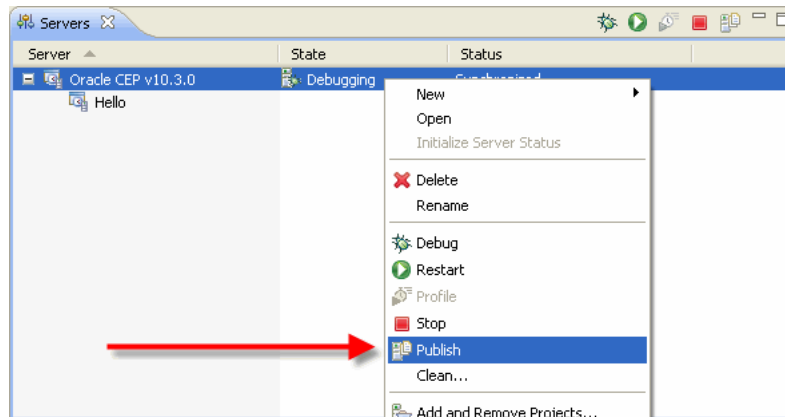 Servers
Server State Status
Oracle CEP v10.3.0 Debugging Synchronized
Hello
New
Open
Initialize Server Status
Delete
Rename
Debug
Restart
Profile
Stop
Publish
Clean...
Add and Remove Projects...